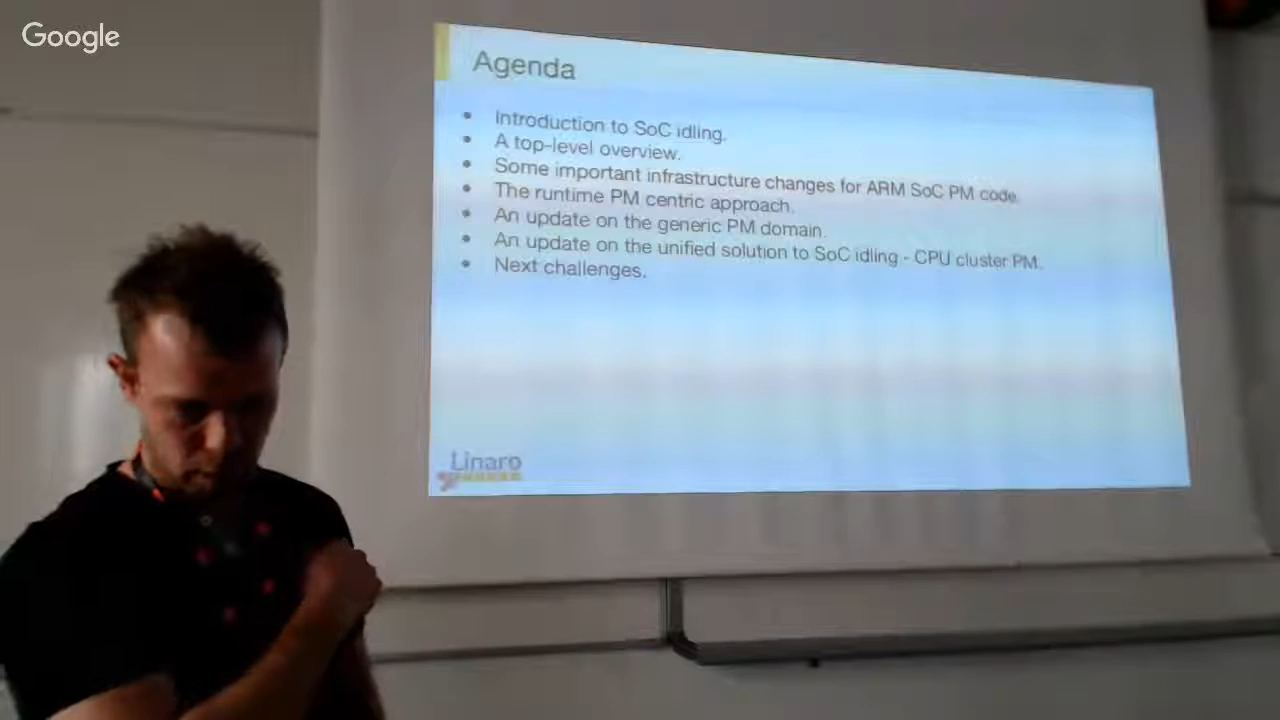 Google
Agenda
Introduction to SoC idling.
A top-level overview.
Some important infrastructure changes for ARM SoC PM code.
The runtime PM centric approach.
An update on the generic PM domain.
An update on the unified solution to SoC idling - CPU cluster PM.
Next challenges.
Linaro